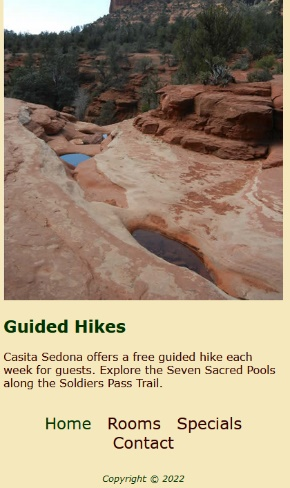 Guided Hikes
Casita Sedona offers a free guided hike each
week for guests. Explore the Seven Sacred Pools
along the Soldiers Pass Trail.
Home Rooms Specials
Contact
Copyright © 2022